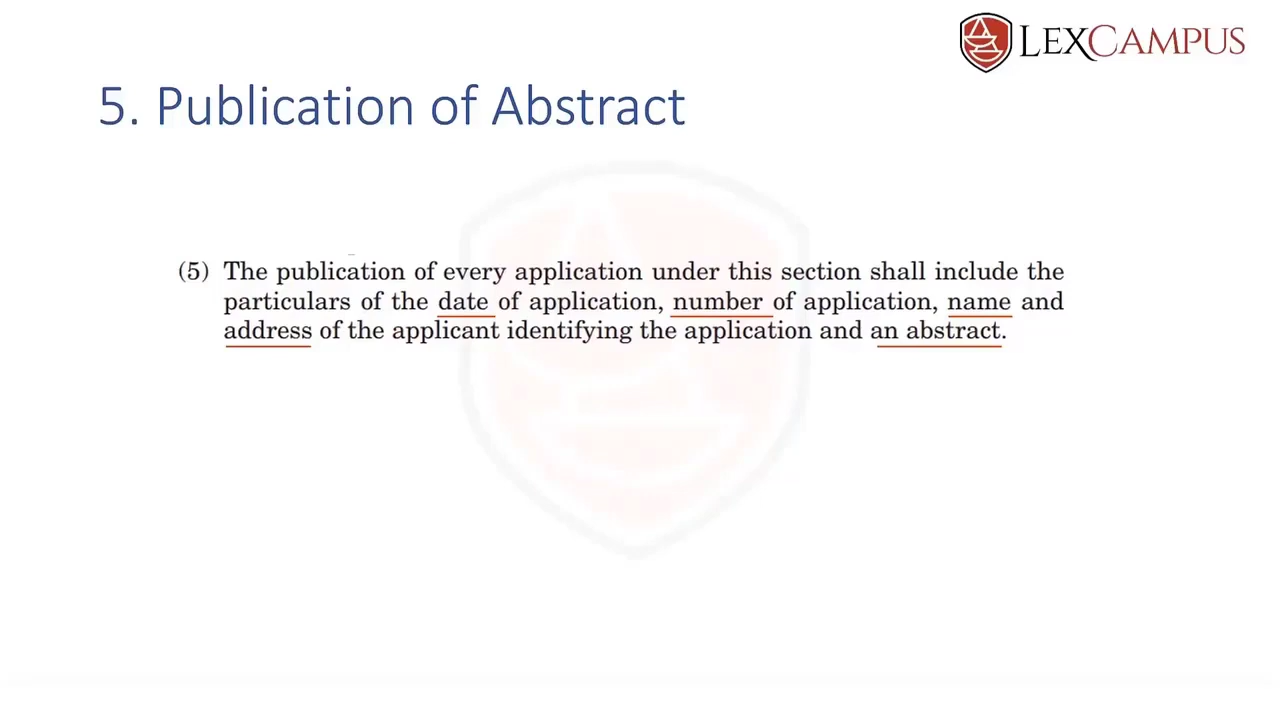 LEXCAMPUS
5. Publication of Abstract
(5) The publication of every application under this section shall include the
particulars of the date of application, number of application, name and
address of the applicant identifying the application and an abstract.